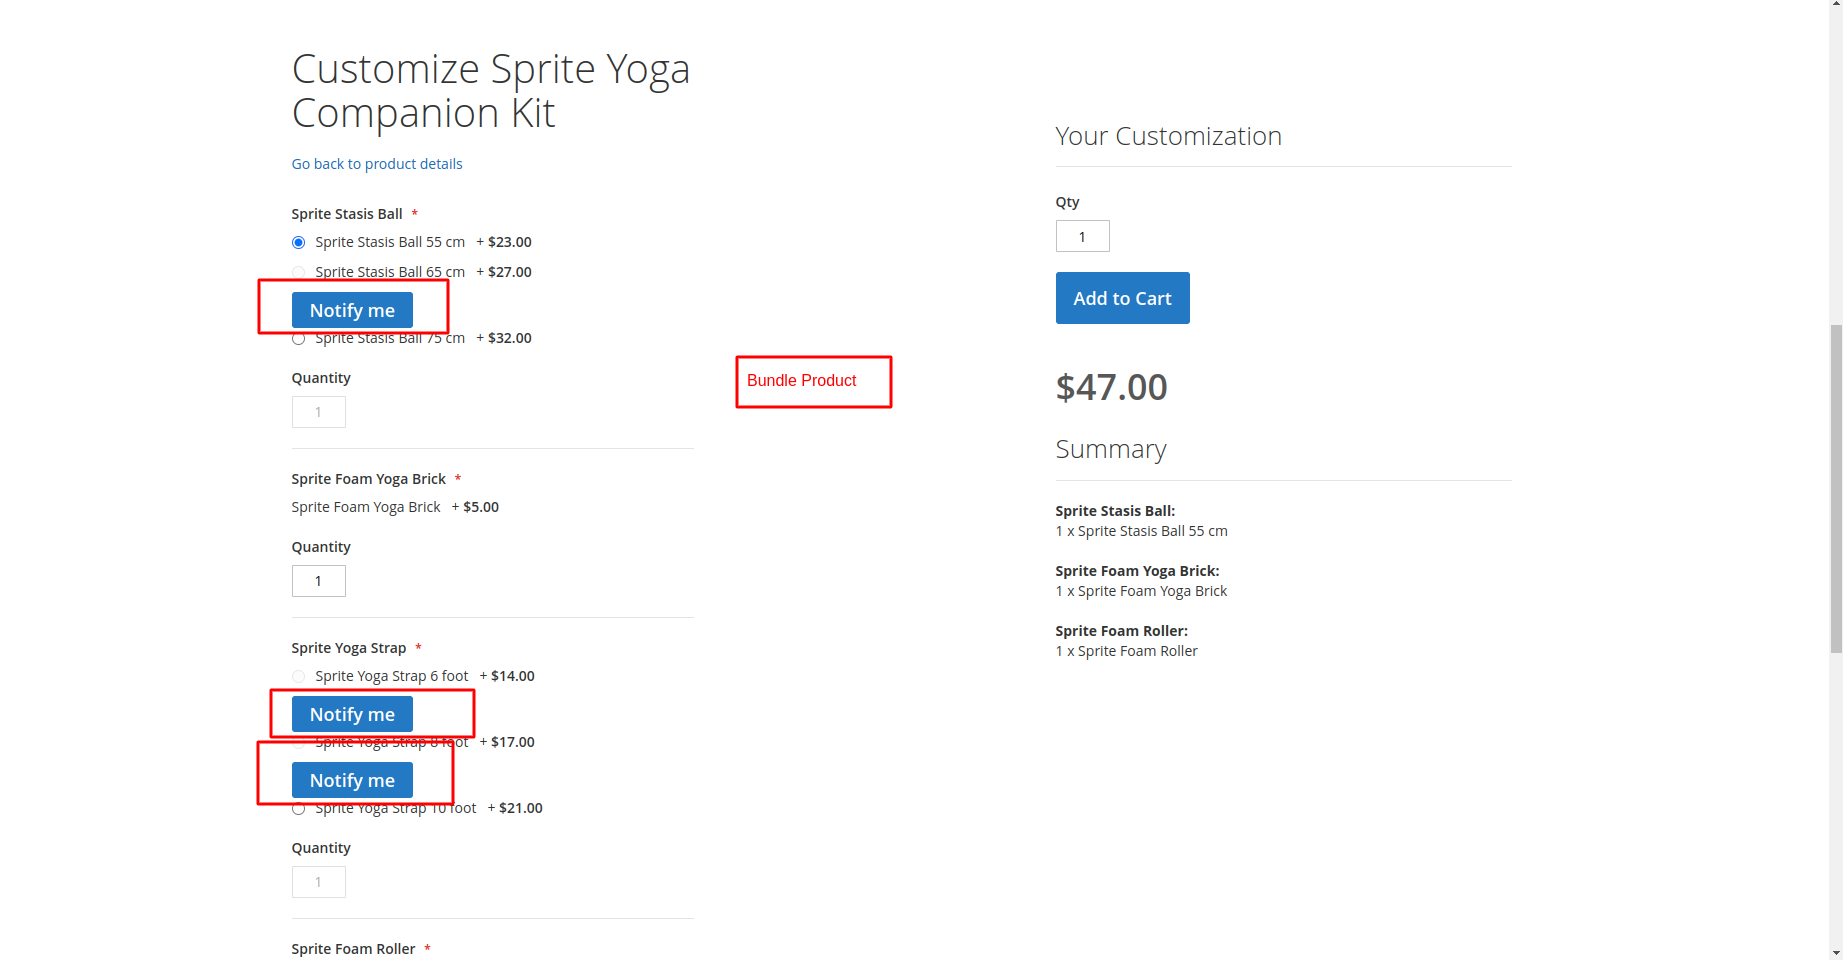 Customize Sprite Yoga
Companion Kit
Go back to product details
Sprite Stasis Ball *
Sprite Stasis Ball 55 cm + $23.00
Sprite Stasis Ball 65 cm + $27.00
Notify me
Sprite Stasis Ball 75 cm + $32.00
Quantity
1
Sprite Foam Yoga Brick *
Sprite Foam Yoga Brick + $5.00
Quantity
1
Sprite Yoga Strap *
Sprite Yoga Strap 6 foot + $14.00
Notify me
Sprite Yoga Strap 8 foot + $17.00
Notify me
Sprite Yoga Strap 10 foot + $21.00
Quantity
1
Sprite Foam Roller *
Bundle Product
Your Customization
Qty
1
Add to Cart
$47.00
Summary
Sprite Stasis Ball:
1 x Sprite Stasis Ball 55 cm
Sprite Foam Yoga Brick:
1 x Sprite Foam Yoga Brick
Sprite Foam Roller:
1 x Sprite Foam Roller